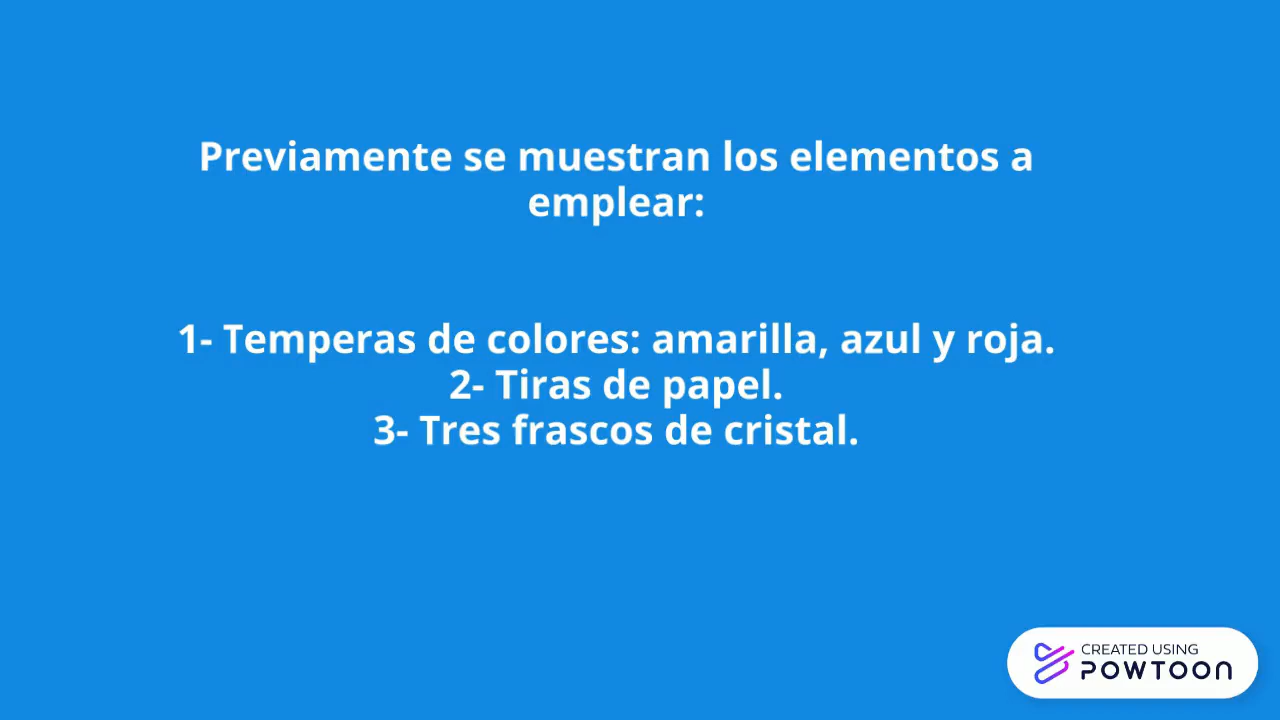 Previamente se muestran los elementos a
emplear:
1- Temperas de colores: amarilla, azul y roja.
2- Tiras de papel.
3- Tres frascos de cristal.
CREATED USING
POWTOON